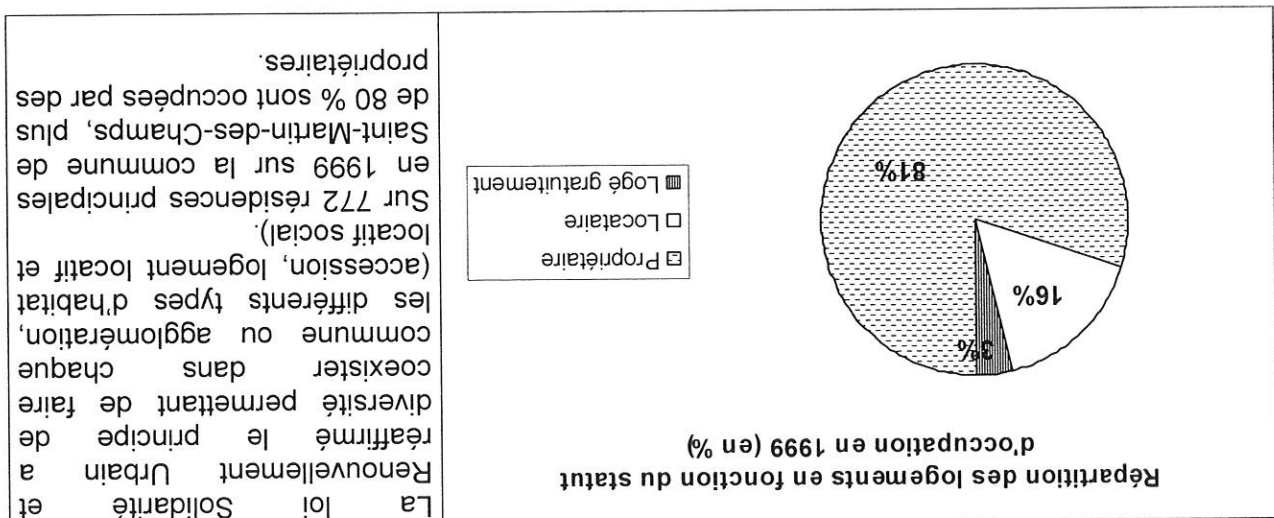 Répartition des logements en fonction du statut
d'occupation en 1999 (en %)
3%
16%
81%
Propriétaire
Locataire
Logé gratuitement
La loi Solidarité et
Renouvellement Urbain a
réaffirmé le principe de
diversité permettant de faire
coexister dans chaque
commune ou agglomération,
les différents types d'habitat
(accession, logement locatif et
locatif social).
Sur 772 résidences principales
en 1999 sur la commune de
Saint-Martin-des-Champs, plus
de 80 % sont occupées par des
propriétaires.